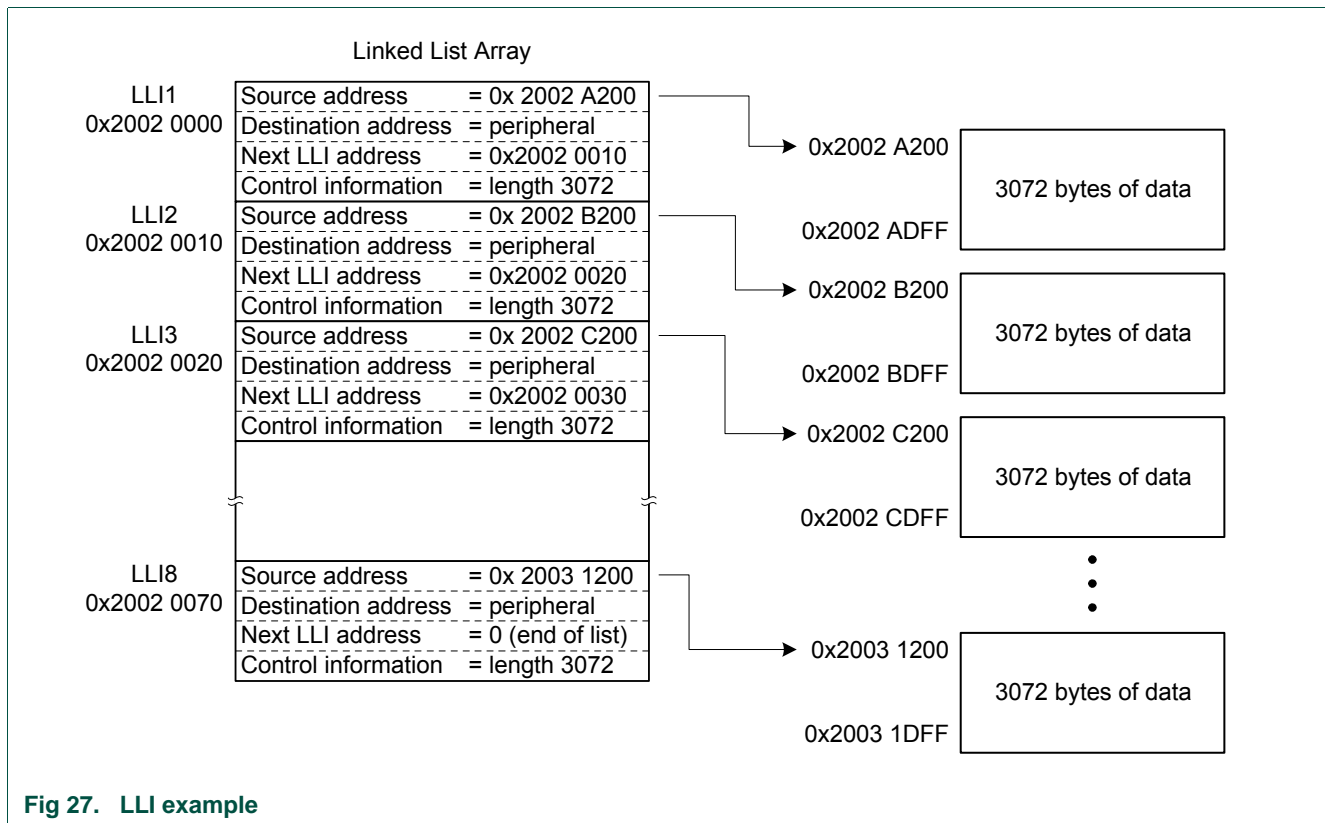 Linked List Array
LLI1
0x2002 0000
Source address = 0x 2002 A200
Destination address = peripheral
Next LLI address = 0x2002 0010
Control information = length 3072
LLI2
0x2002 0010
Source address = 0x 2002 B200
Destination address = peripheral
Next LLI address = 0x2002 0020
Control information = length 3072
LLI3
0x2002 0020
Source address = 0x 2002 C200
Destination address = peripheral
Next LLI address = 0x2002 0030
Control information = length 3072
LLI8
0x2002 0070
Source address = 0x 2003 1200
Destination address = peripheral
Next LLI address = 0 (end of list)
Control information = length 3072
0x2002 A200
3072 bytes of data
0x2002 ADFF
0x2002 B200
3072 bytes of data
0x2002 BDFF
0x2002 C200
3072 bytes of data
0x2002 CDFF
0x2003 1200
3072 bytes of data
0x2003 1DFF
Fig 27. LLI example